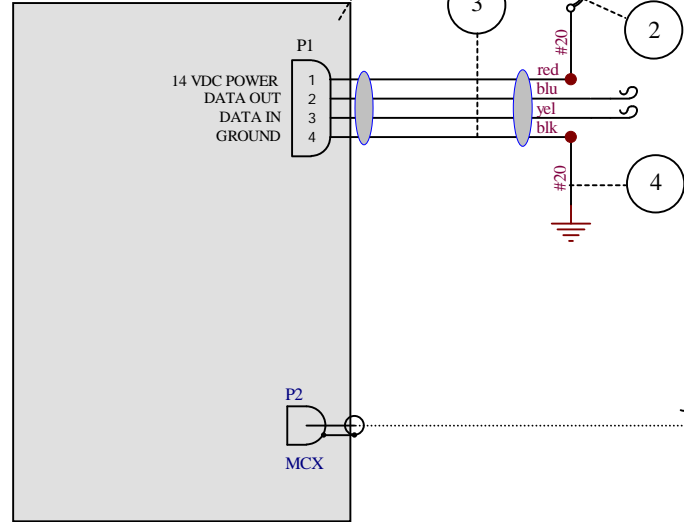 3
2
#20
P1
red
14 VDC POWER 1
blu
DATA OUT 2
yel
DATA IN 3
blk
GROUND 4
#20
4
P2
MCX